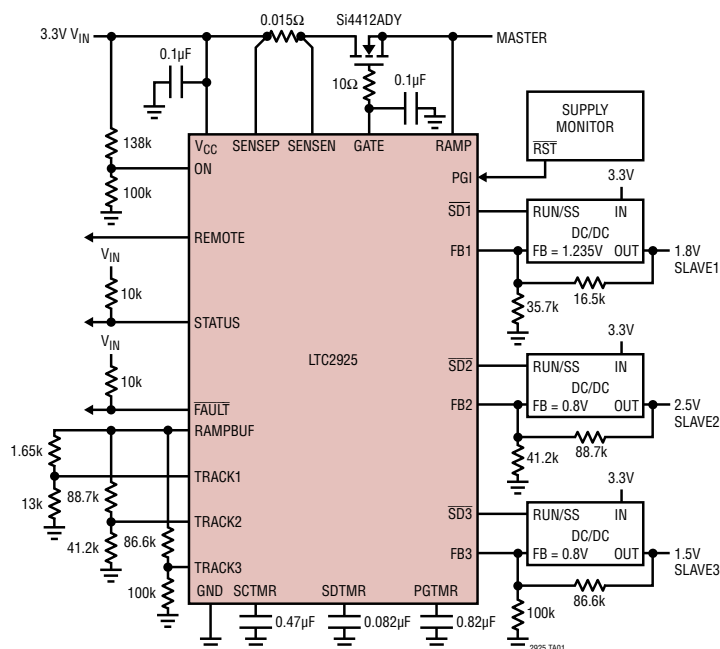 3.3V VIN
0.015Ω
Si4412ADY
MASTER
0.1µF
10Ω
0.1µF
138k
100k
VCC
SENSEP
SENSEN
GATE
RAMP
ON
PGI
SUPPLY
MONITOR
RST
REMOTE
VIN
10k
STATUS
VIN
10k
FAULT
RAMPBUF
1.65k
13k
TRACK1
88.7k
41.2k
TRACK2
86.6k
100k
TRACK3
LTC2925
GND
SCTMR
SDTMR
PGTMR
0.47µF
0.082µF
0.82µF
SD1
FB1
3.3V
RUN/SS
IN
DC/DC
FB = 1.235V
OUT
1.8V
SLAVE1
16.5k
35.7k
SD2
FB2
3.3V
RUN/SS
IN
DC/DC
FB = 0.8V
OUT
2.5V
SLAVE2
88.7k
41.2k
SD3
FB3
3.3V
RUN/SS
IN
DC/DC
FB = 0.8V
OUT
1.5V
SLAVE3
86.6k
100k
2925 TA01